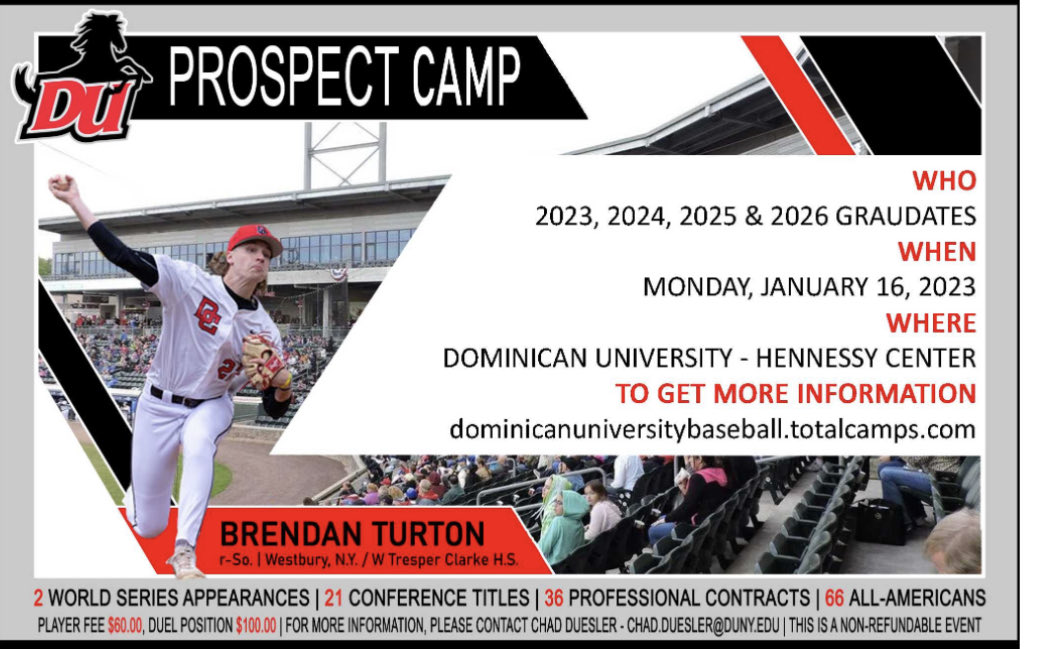 DU
PROSPECT CAMP
WHO
2023, 2024, 2025 & 2026 GRAUDATES
WHEN
MONDAY, JANUARY 16, 2023
WHERE
DOMINICAN UNIVERSITY - HENNESSY CENTER
TO GET MORE INFORMATION
dominicanuniversitybaseball.totalcamps.com
DC
BRENDAN TURTON
r-So. | Westbury, N.Y. / W Tresper Clarke H.S.
2 WORLD SERIES APPEARANCES | 21 CONFERENCE TITLES | 36 PROFESSIONAL CONTRACTS | 66 ALL-AMERICANS
PLAYER FEE $60.00, DUEL POSITION $100.00 | FOR MORE INFORMATION, PLEASE CONTACT CHAD DUESLER - CHAD.DUESLER@DUNY.EDU | THIS IS A NON-REFUNDABLE EVENT